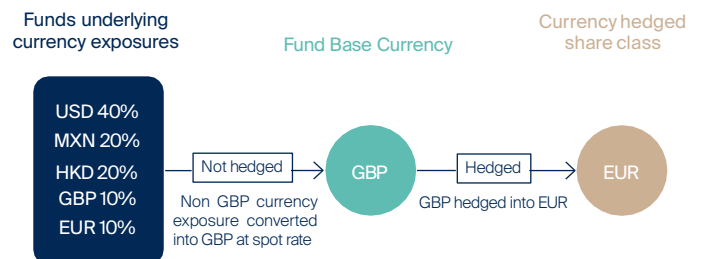 Funds underlying
currency exposures
Fund Base Currency
Currency hedged
share class
USD 40%
MXN 20%
HKD 20%
GBP 10%
EUR 10%
Not hedged
Non GBP currency
exposure converted
into GBP at spot rate
GBP
Hedged
GBP hedged into EUR
EUR